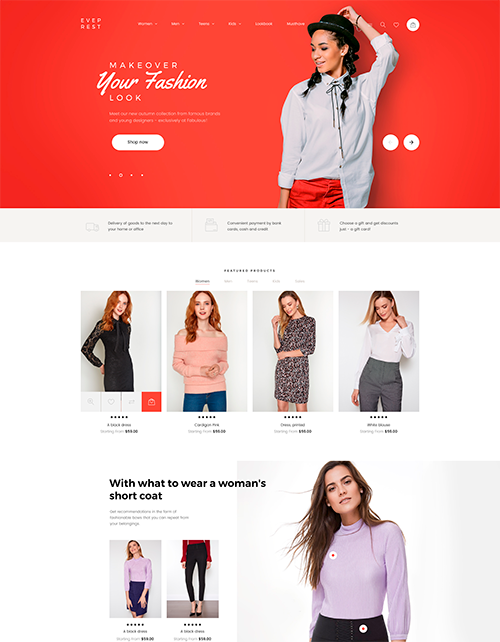 EVEP
REST
Women
Men
Teens
Kids
Lookbook
MAKEOVER
Your Fashion
LOOK
Meet our new autumn collection from famous brands
and young designers - exclusively at Fabulous!
Shop now
Delivery of goods to the next day to
your home or office
Convenient payment by bank
cards, cash and credit
Choose a gift and get discounts
just - a gift card!
FEATURED PRODUCTS
Women
Men
Teens
Kids
A black dress
Starting from $59.00
Cardigan Pink
Starting from $59.00
Dress, printed
Starting from $59.00
White blouse
Starting from $59.00
With what to wear a woman's
short coat
Get recommendations in the form of
fashionable bows that you can repeat from
your belongings.
A black dress
Starting from $59.00
A black dress
Starting from $59.00